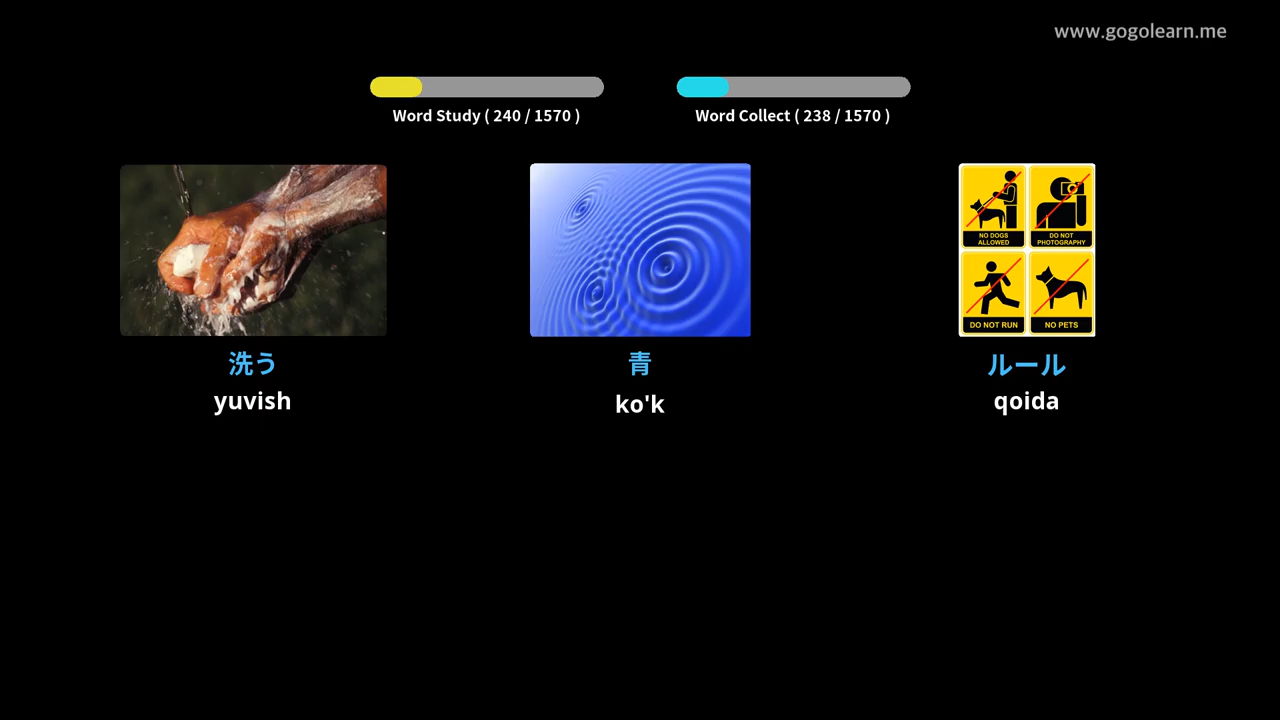 www.gogolearn.me
Word Study ( 240 / 1570 )
Word Collect ( 238 / 1570 )
NO DOGS
ALLOWED
DO NOT
PHOTOGRAPHY
DO NOT RUN
NO PETS
洗う
青
ルール
yuvish
ko'k
qoida